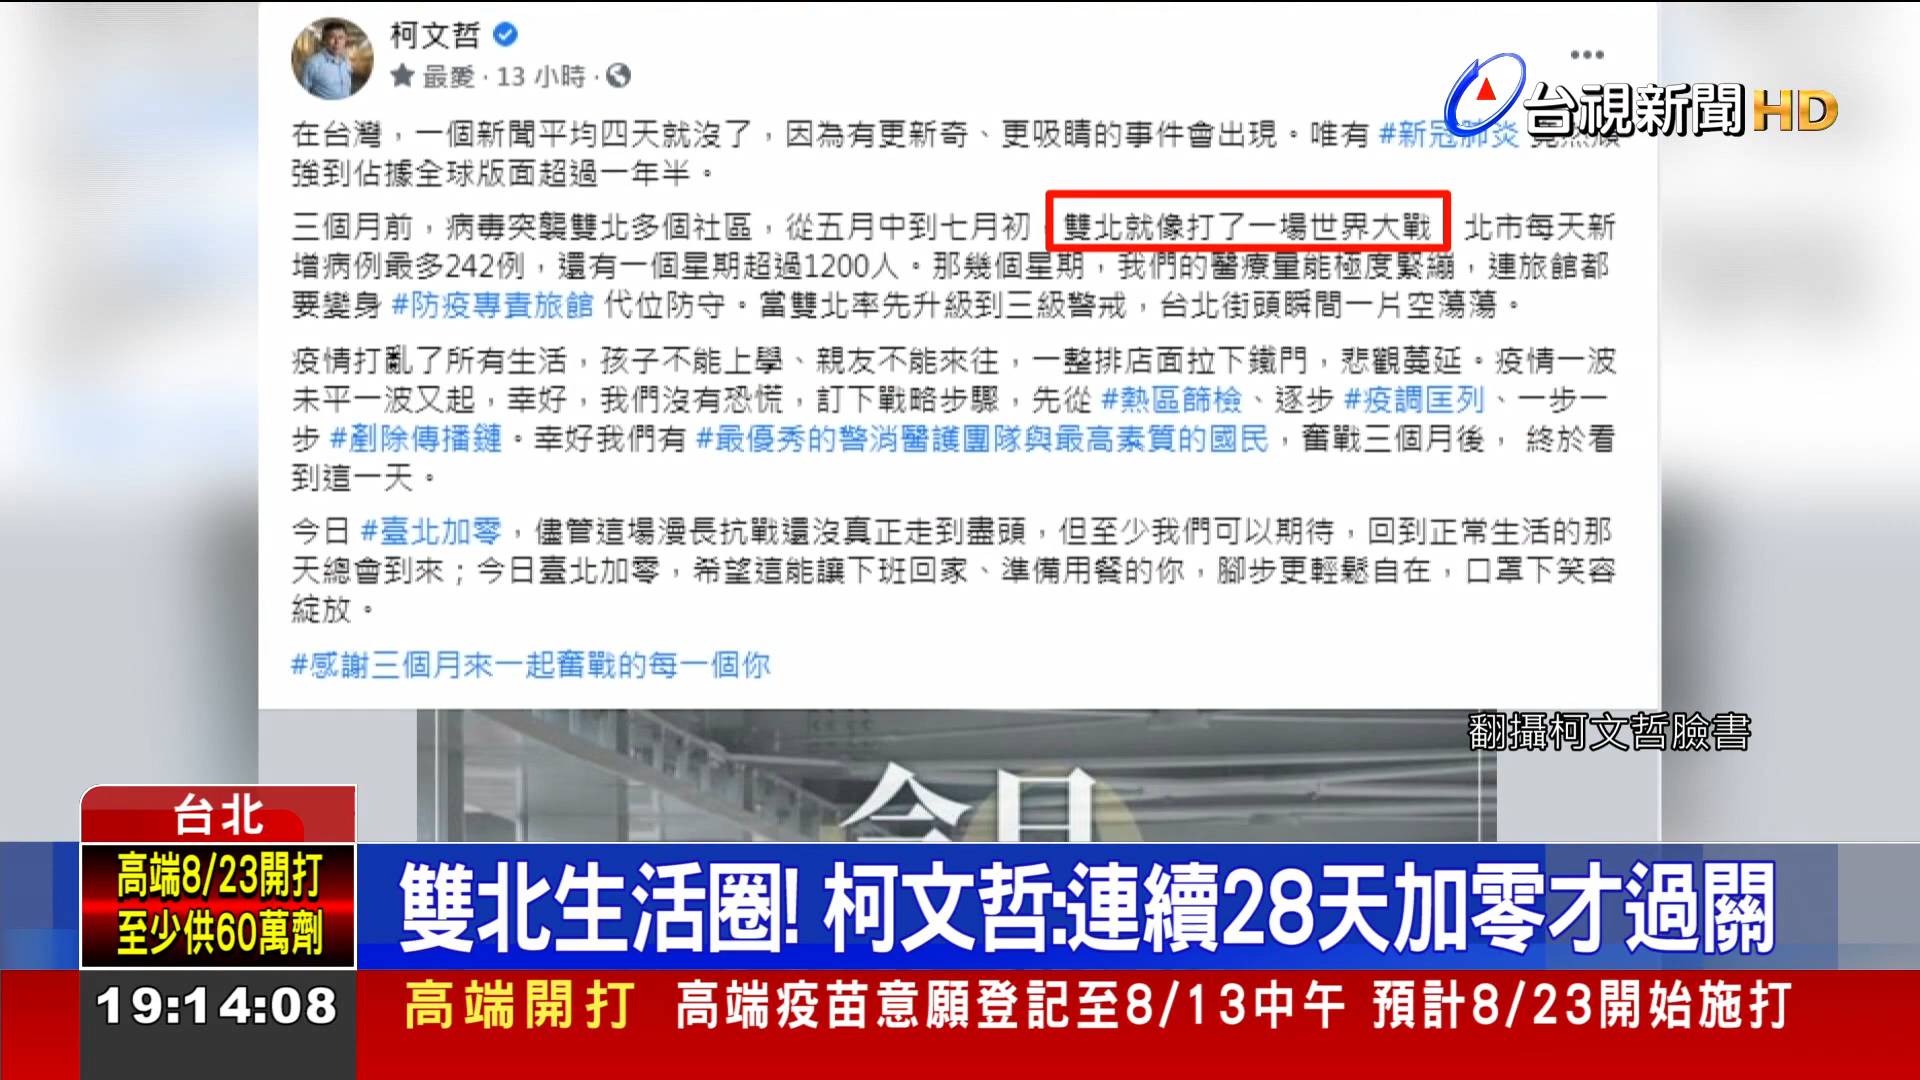 柯文哲
最愛 · 13 小時 ·
台視新聞HD
在台灣，一個新聞平均四天就沒了，因為有更新奇、更吸睛的事件會出現。唯有 #新冠肺炎 竟然頑
強到佔據全球版面超過一年半。
三個月前，病毒突襲雙北多個社區，從五月中到七月初，雙北就像打了一場世界大戰 北市每天新
增病例最多242例，還有一個星期超過1200人。那幾個星期，我們的醫療量能極度緊繃，連旅館都
要變身 #防疫專責旅館 代位防守。當雙北率先升級到三級警戒，台北街頭瞬間一片空蕩蕩。
疫情打亂了所有生活，孩子不能上學、親友不能來往，一整排店面拉下鐵門，悲觀蔓延。疫情一波
未平一波又起，幸好，我們沒有恐慌，訂下戰略步驟，先從 #熱區篩檢、逐步 #疫調匡列、一步一
步 #剷除傳播鏈。幸好我們有 #最優秀的警消醫護團隊與最高素質的國民，奮戰三個月後， 終於看
到這一天。
今日 #臺北加零，儘管這場漫長抗戰還沒真正走到盡頭，但至少我們可以期待，回到正常生活的那
天總會到來；今日臺北加零，希望這能讓下班回家、準備用餐的你，腳步更輕鬆自在，口罩下笑容
綻放。
#感謝三個月來一起奮戰的每一個你
翻攝柯文哲臉書
今日
台北
高端8/23開打
至少供60萬劑
雙北生活圈! 柯文哲:連續28天加零才過關
19:14:08
高端開打 高端疫苗意願登記至8/13中午 預計8/23開始施打